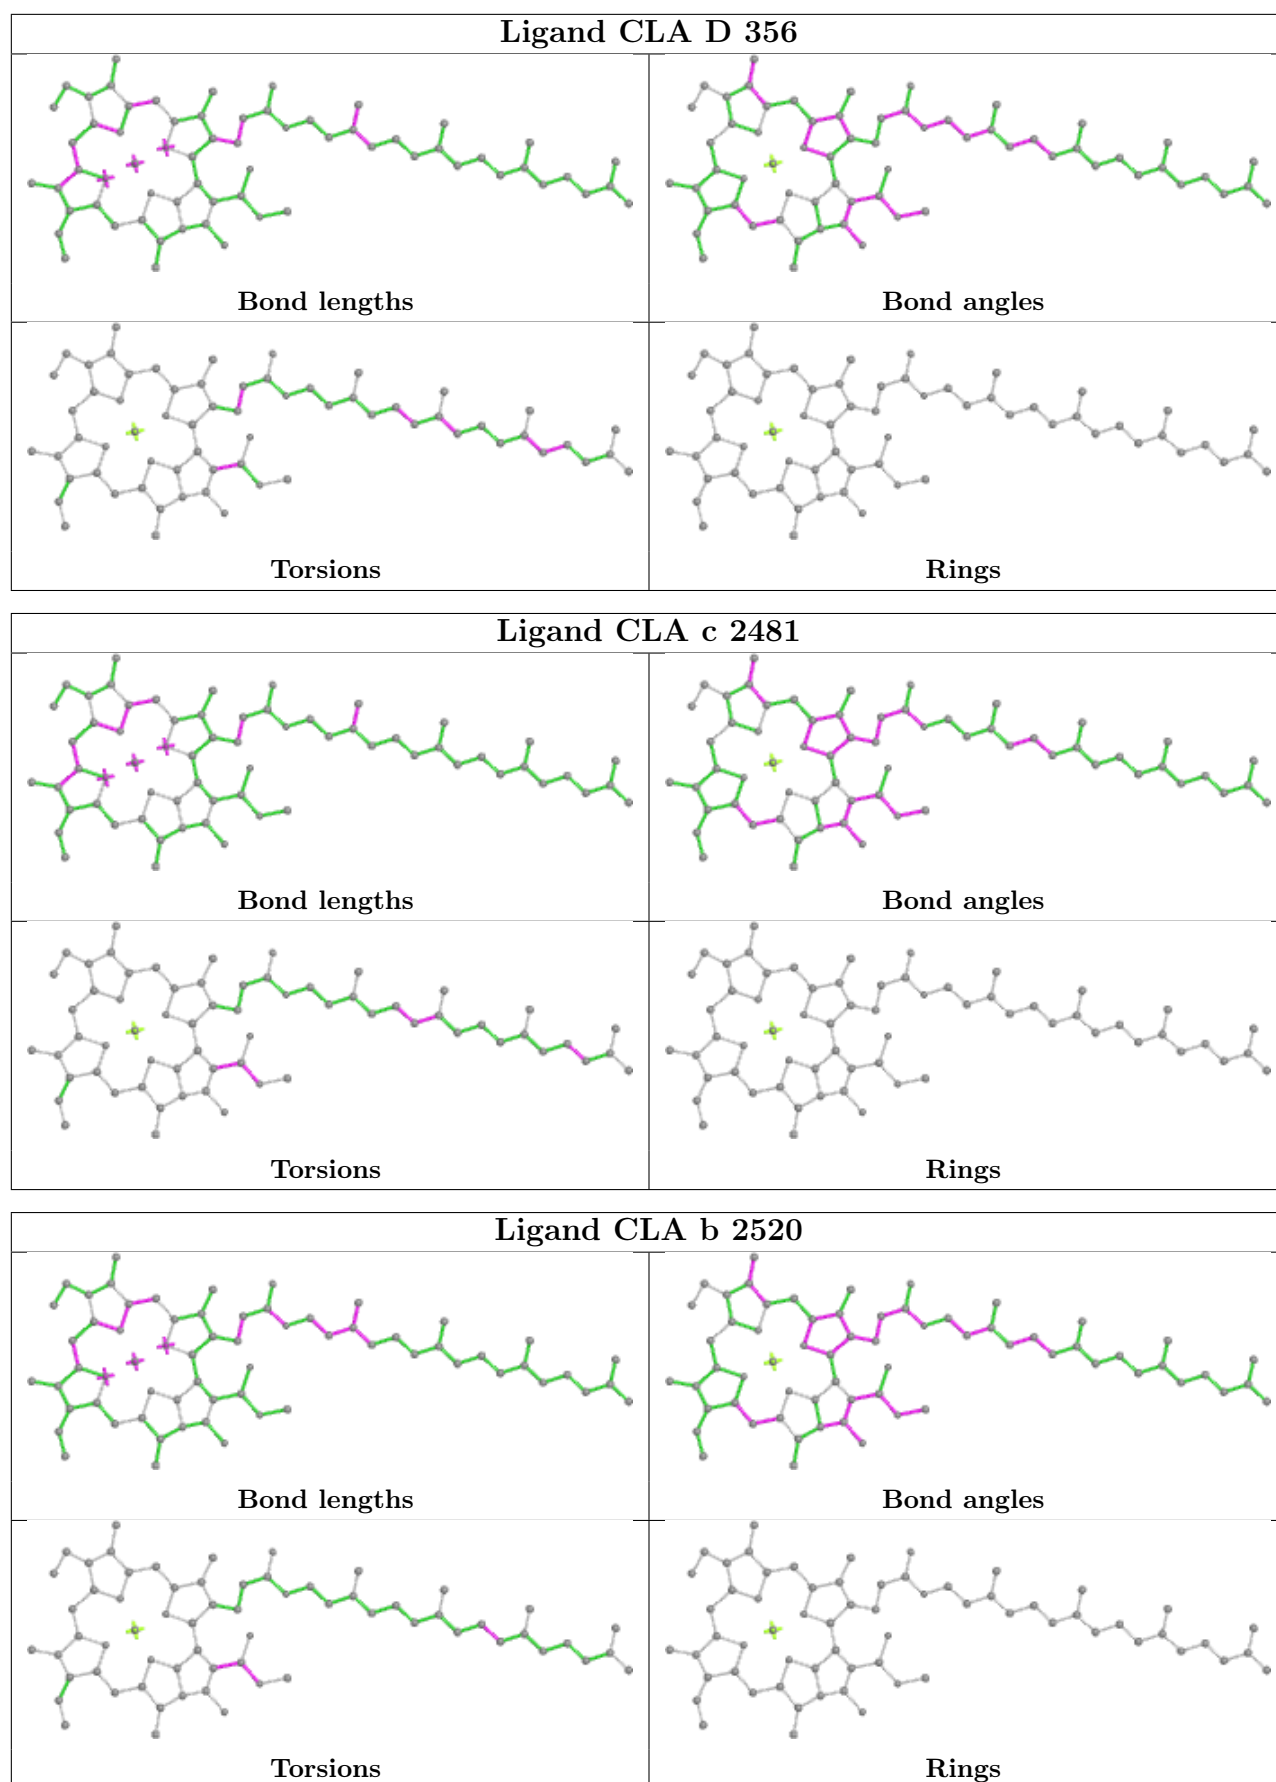 Ligand CLA D 356
Bond lengths
Bond angles
Torsions
Rings
Ligand CLA c 2481
Bond lengths
Bond angles
Torsions
Rings
Ligand CLA b 2520
Bond lengths
Bond angles
Torsions
Rings